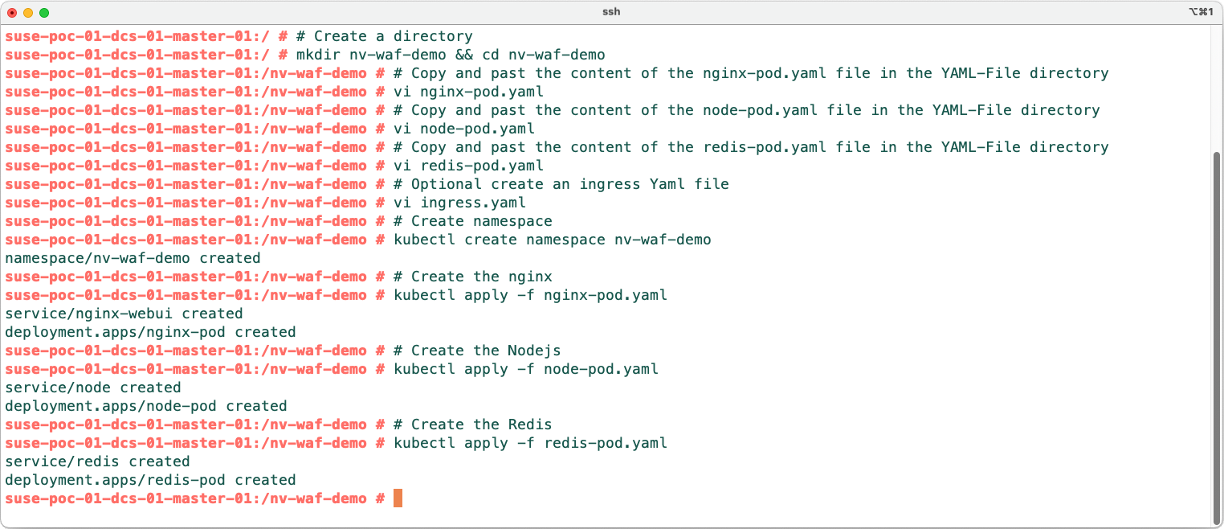 ssh
⌥⌘1
suse-poc-01-dcs-01-master-01:/ # # Create a directory
suse-poc-01-dcs-01-master-01:/ # mkdir nv-waf-demo && cd nv-waf-demo
suse-poc-01-dcs-01-master-01:/nv-waf-demo # # Copy and past the content of the nginx-pod.yaml file in the YAML-File directory
suse-poc-01-dcs-01-master-01:/nv-waf-demo # vi nginx-pod.yaml
suse-poc-01-dcs-01-master-01:/nv-waf-demo # # Copy and past the content of the node-pod.yaml file in the YAML-File directory
suse-poc-01-dcs-01-master-01:/nv-waf-demo # vi node-pod.yaml
suse-poc-01-dcs-01-master-01:/nv-waf-demo # # Copy and past the content of the redis-pod.yaml file in the YAML-File directory
suse-poc-01-dcs-01-master-01:/nv-waf-demo # vi redis-pod.yaml
suse-poc-01-dcs-01-master-01:/nv-waf-demo # # Optional create an ingress Yaml file
suse-poc-01-dcs-01-master-01:/nv-waf-demo # vi ingress.yaml
suse-poc-01-dcs-01-master-01:/nv-waf-demo # # Create namespace
suse-poc-01-dcs-01-master-01:/nv-waf-demo # kubectl create namespace nv-waf-demo
namespace/nv-waf-demo created
suse-poc-01-dcs-01-master-01:/nv-waf-demo # # Create the nginx
suse-poc-01-dcs-01-master-01:/nv-waf-demo # kubectl apply -f nginx-pod.yaml
service/nginx-webui created
deployment.apps/nginx-pod created
suse-poc-01-dcs-01-master-01:/nv-waf-demo # # Create the Nodejs
suse-poc-01-dcs-01-master-01:/nv-waf-demo # kubectl apply -f node-pod.yaml
service/node created
deployment.apps/node-pod created
suse-poc-01-dcs-01-master-01:/nv-waf-demo # # Create the Redis
suse-poc-01-dcs-01-master-01:/nv-waf-demo # kubectl apply -f redis-pod.yaml
service/redis created
deployment.apps/redis-pod created
suse-poc-01-dcs-01-master-01:/nv-waf-demo #